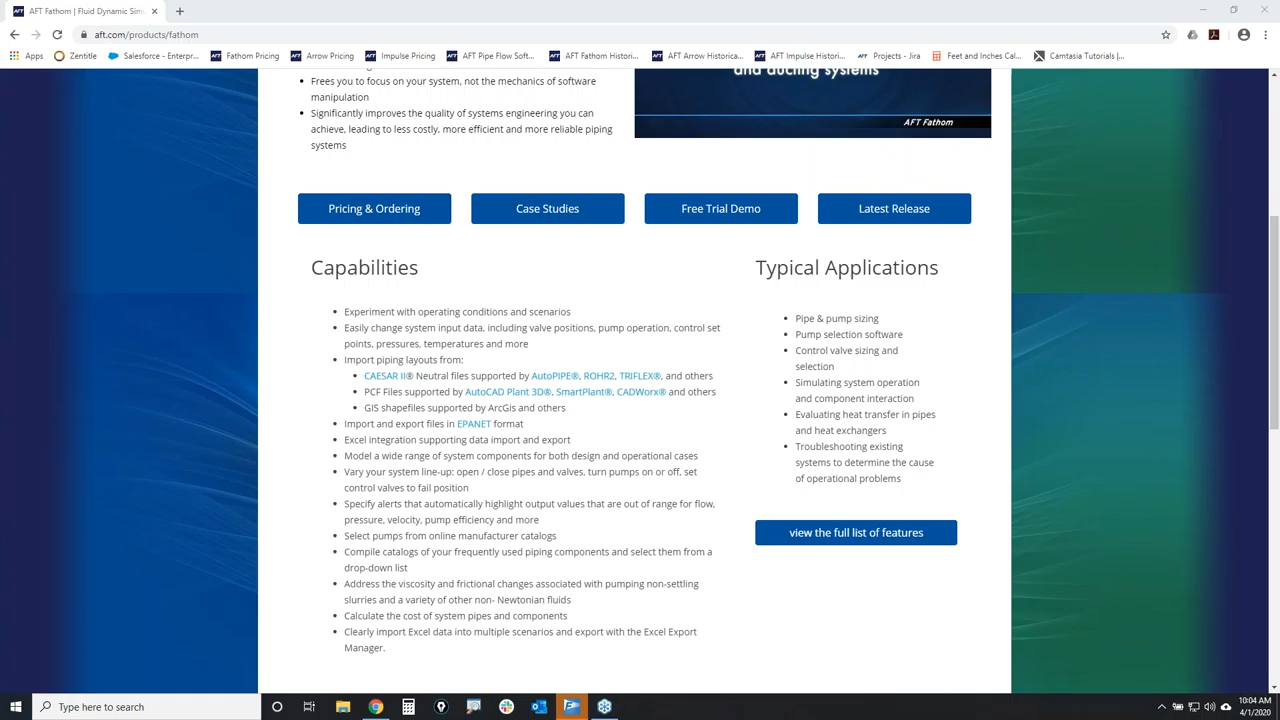 AFT Fathom | Fluid Dynamic Sim
aft.com/products/fathom
Apps
Zentitle
Salesforce - Enterpr...
Fathom Pricing
Arrow Pricing
Impulse Pricing
AFT Pipe Flow Soft...
AFT Fathom Histori...
AFT Arrow Historica...
AFT Impulse Histori...
Projects - Jira
Feet and Inches Cal...
Camtasia Tutorials |...
Frees you to focus on your system, not the mechanics of software
manipulation
Significantly improves the quality of systems engineering you can
achieve, leading to less costly, more efficient and more reliable piping
systems
and ducting systems
AFT Fathom
Pricing & Ordering
Case Studies
Free Trial Demo
Latest Release
Capabilities
Experiment with operating conditions and scenarios
Easily change system input data, including valve positions, pump operation, control set
points, pressures, temperatures and more
Import piping layouts from:
CAESAR II® Neutral files supported by AutoPIPE®, ROHR2, TRIFLEX®, and others
PCF Files supported by AutoCAD Plant 3D®, SmartPlant®, CADWorx® and others
GIS shapefiles supported by ArcGis and others
Import and export files in EPANET format
Excel integration supporting data import and export
Model a wide range of system components for both design and operational cases
Vary your system line-up: open / close pipes and valves, turn pumps on or off, set
control valves to fail position
Specify alerts that automatically highlight output values that are out of range for flow,
pressure, velocity, pump efficiency and more
Select pumps from online manufacturer catalogs
Compile catalogs of your frequently used piping components and select them from a
drop-down list
Address the viscosity and frictional changes associated with pumping non-settling
slurries and a variety of other non- Newtonian fluids
Calculate the cost of system pipes and components
Clearly import Excel data into multiple scenarios and export with the Excel Export
Manager.
Typical Applications
Pipe & pump sizing
Pump selection software
Control valve sizing and
selection
Simulating system operation
and component interaction
Evaluating heat transfer in pipes
and heat exchangers
Troubleshooting existing
systems to determine the cause
of operational problems
view the full list of features
Type here to search
10:04 AM
4/1/2020